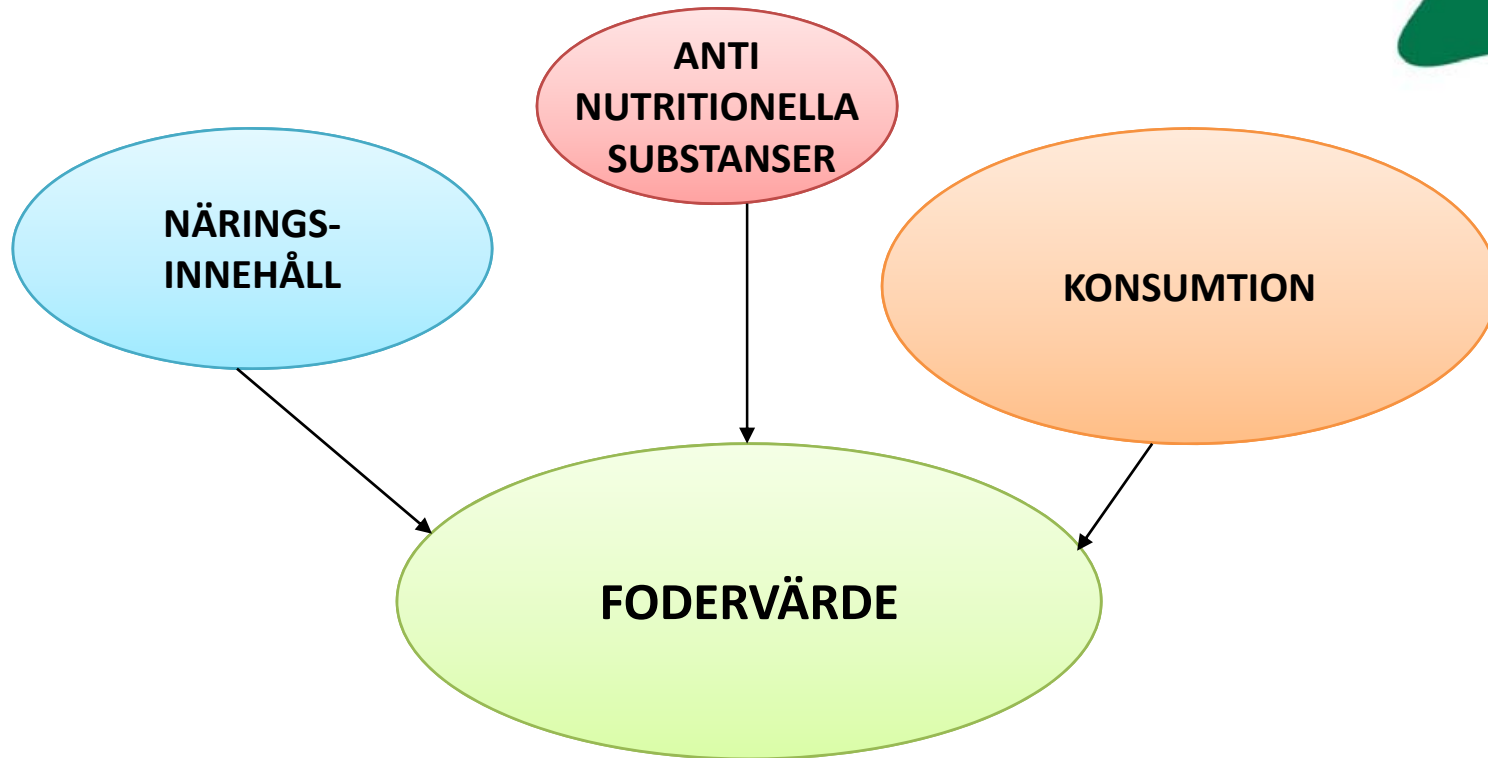 ANTI
NUTRITIONELLA
SUBSTANSER
NÄRINGS-
INNEHÅLL
KONSUMTION
FODERVÄRDE